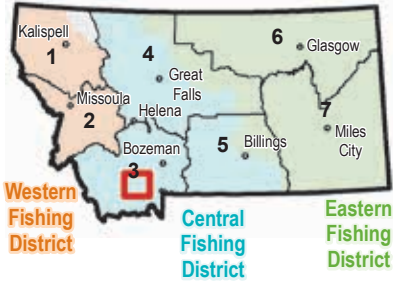 Kalispell
1
4
6
Glasgow
Great
Falls
Missoula
2
Helena
7
Miles
City
Bozeman
3
5
Billings
Western
Fishing
District
Central
Fishing
District
Eastern
Fishing
District